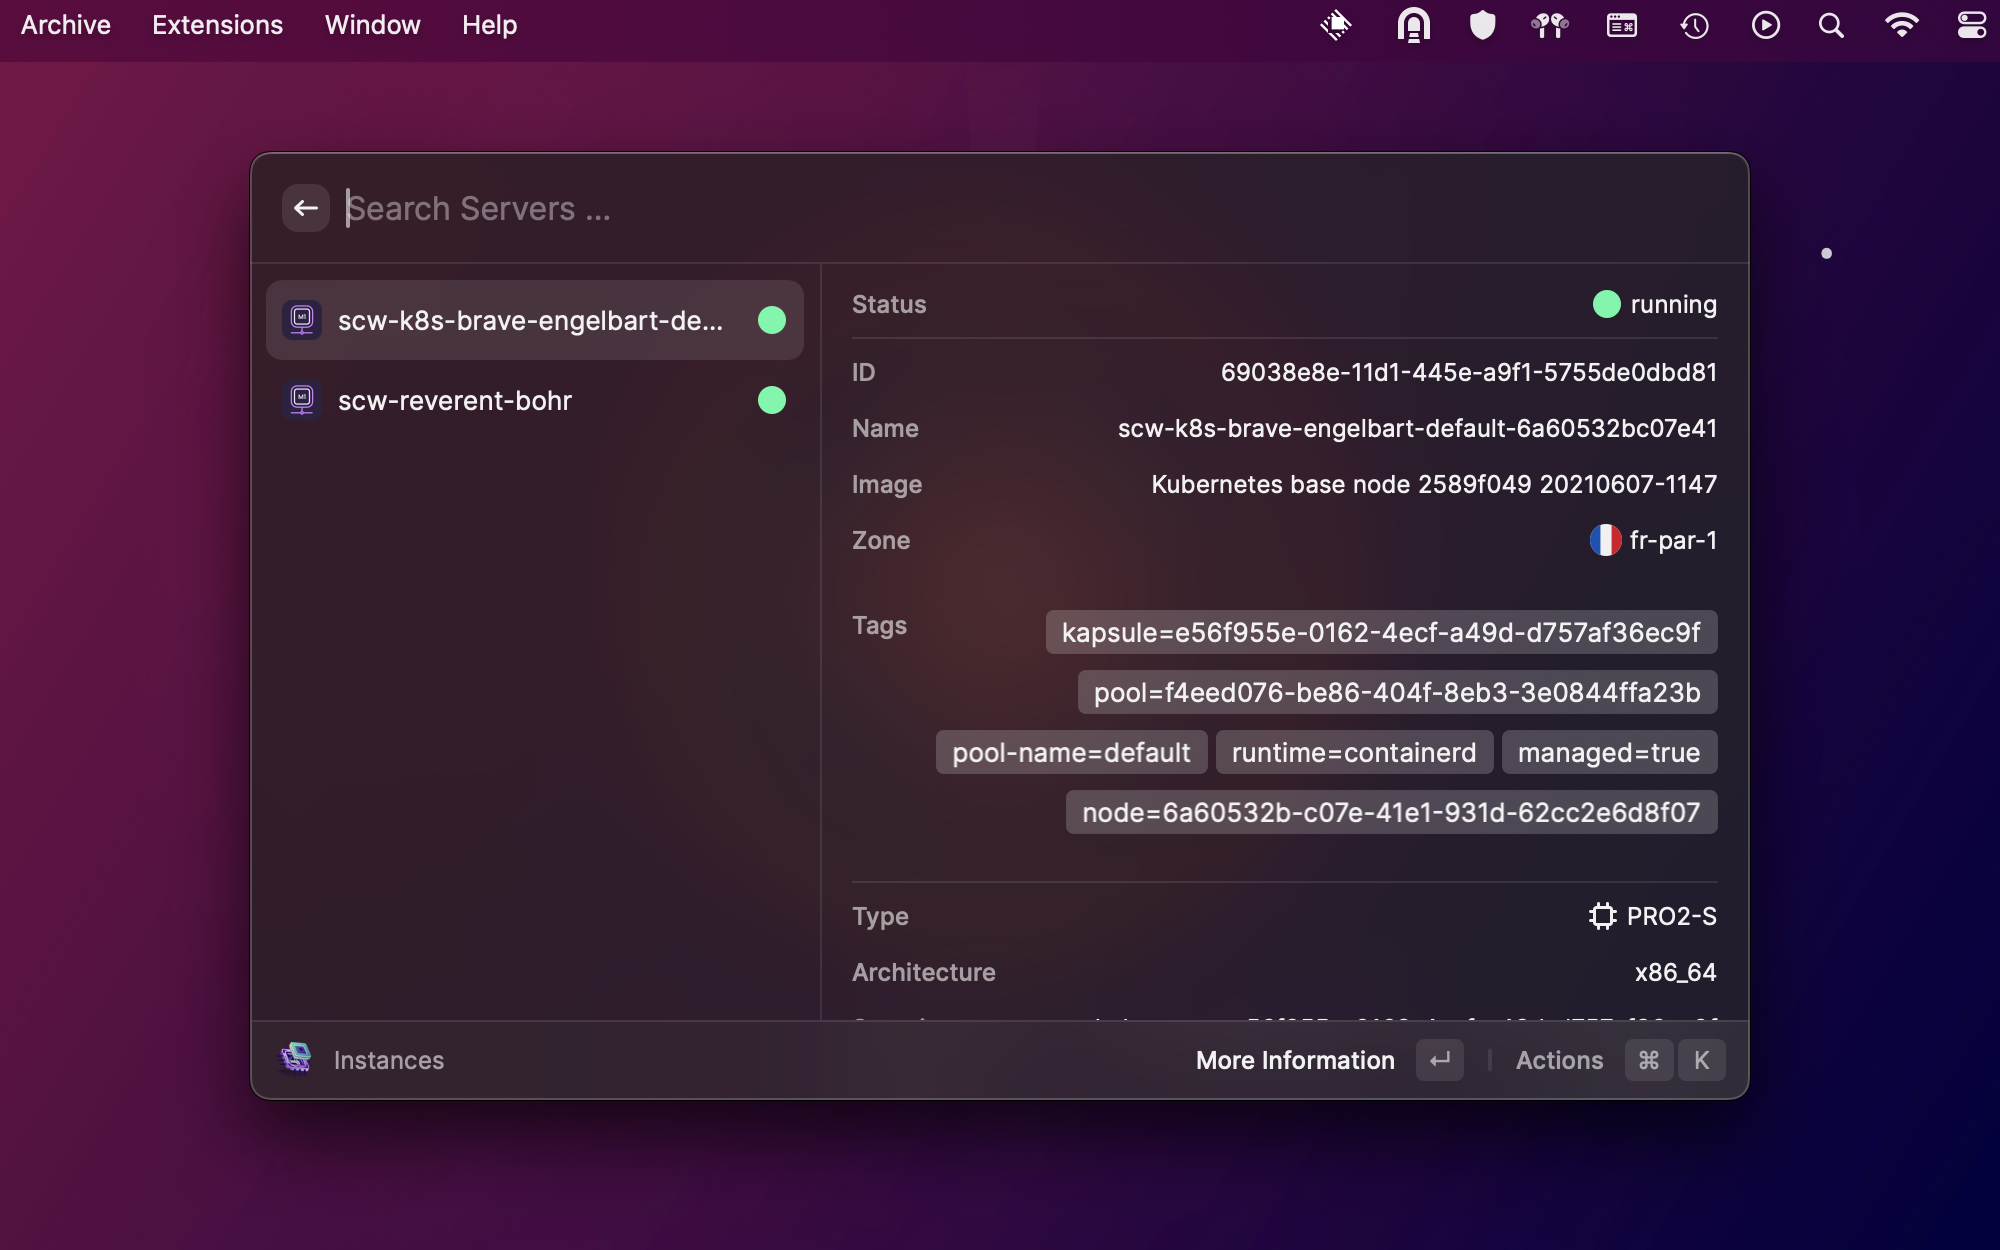 Archive Extensions Window Help
Search Servers ...
scw-k8s-brave-engelbart-de...
scw-reverent-bohr
Status running
ID 69038e8e-11d1-445e-a9f1-5755de0dbd81
Name scw-k8s-brave-engelbart-default-6a60532bc07e41
Image Kubernetes base node 2589f049 20210607-1147
Zone fr-par-1
Tags kapsule=e56f955e-0162-4ecf-a49d-d757af36ec9f
pool=f4eed076-be86-404f-8eb3-3e0844ffa23b
pool-name=default runtime=containerd managed=true
node=6a60532b-c07e-41e1-931d-62cc2e6d8f07
Type PRO2-S
Architecture x86_64
Instances More Information Actions ⌘ K